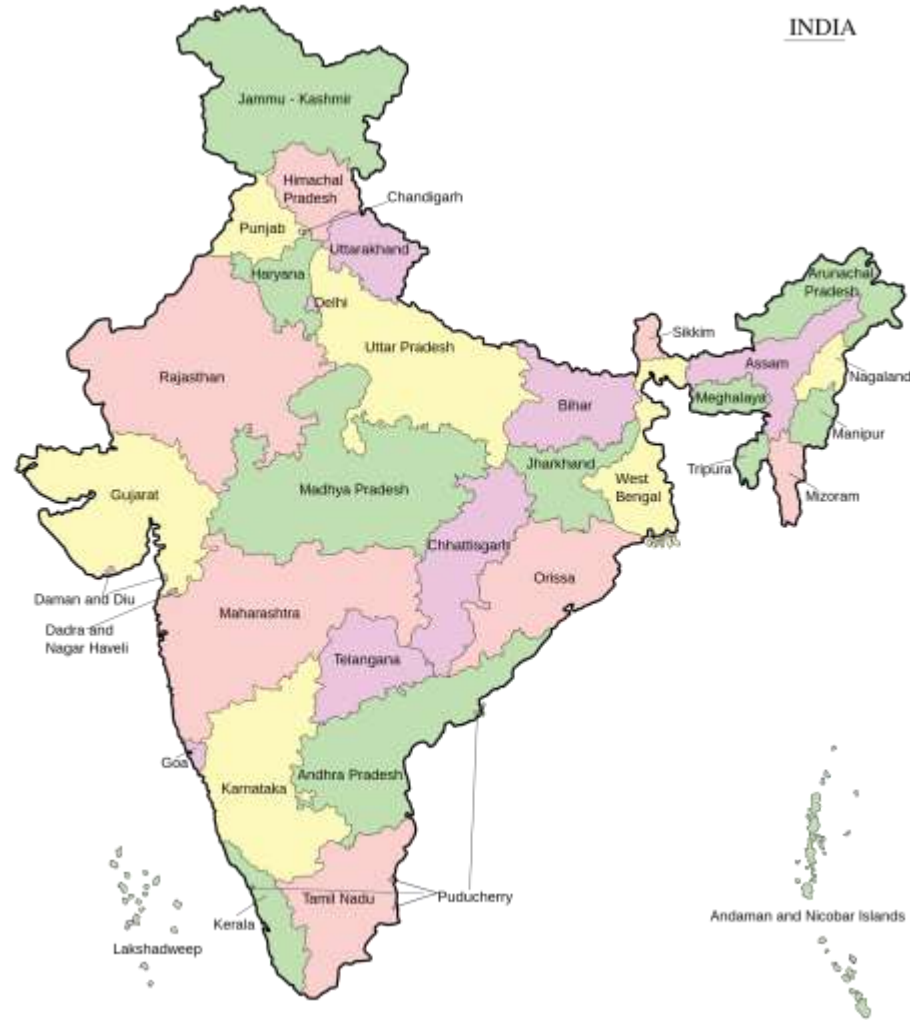 INDIA
Jammu - Kashmir
Himachal
Pradesh
Chandigarh
Punjab
Uttarakhand
Haryana
Delhi
Arunachal
Pradesh
Sikkim
Uttar Pradesh
Rajasthan
Assam
Nagaland
Bihar
Meghalaya
Manipur
Jharkhand
Tripura
West
Bengal
Gujarat
Madhya Pradesh
Mizoram
Chhattisgarh
Orissa
Daman and Diu
Maharashtra
Dadra and
Nagar Haveli
Telangana
Goa
Andhra Pradesh
Karnataka
Tamil Nadu
Puducherry
Kerala
Andaman and Nicobar Islands
Lakshadweep